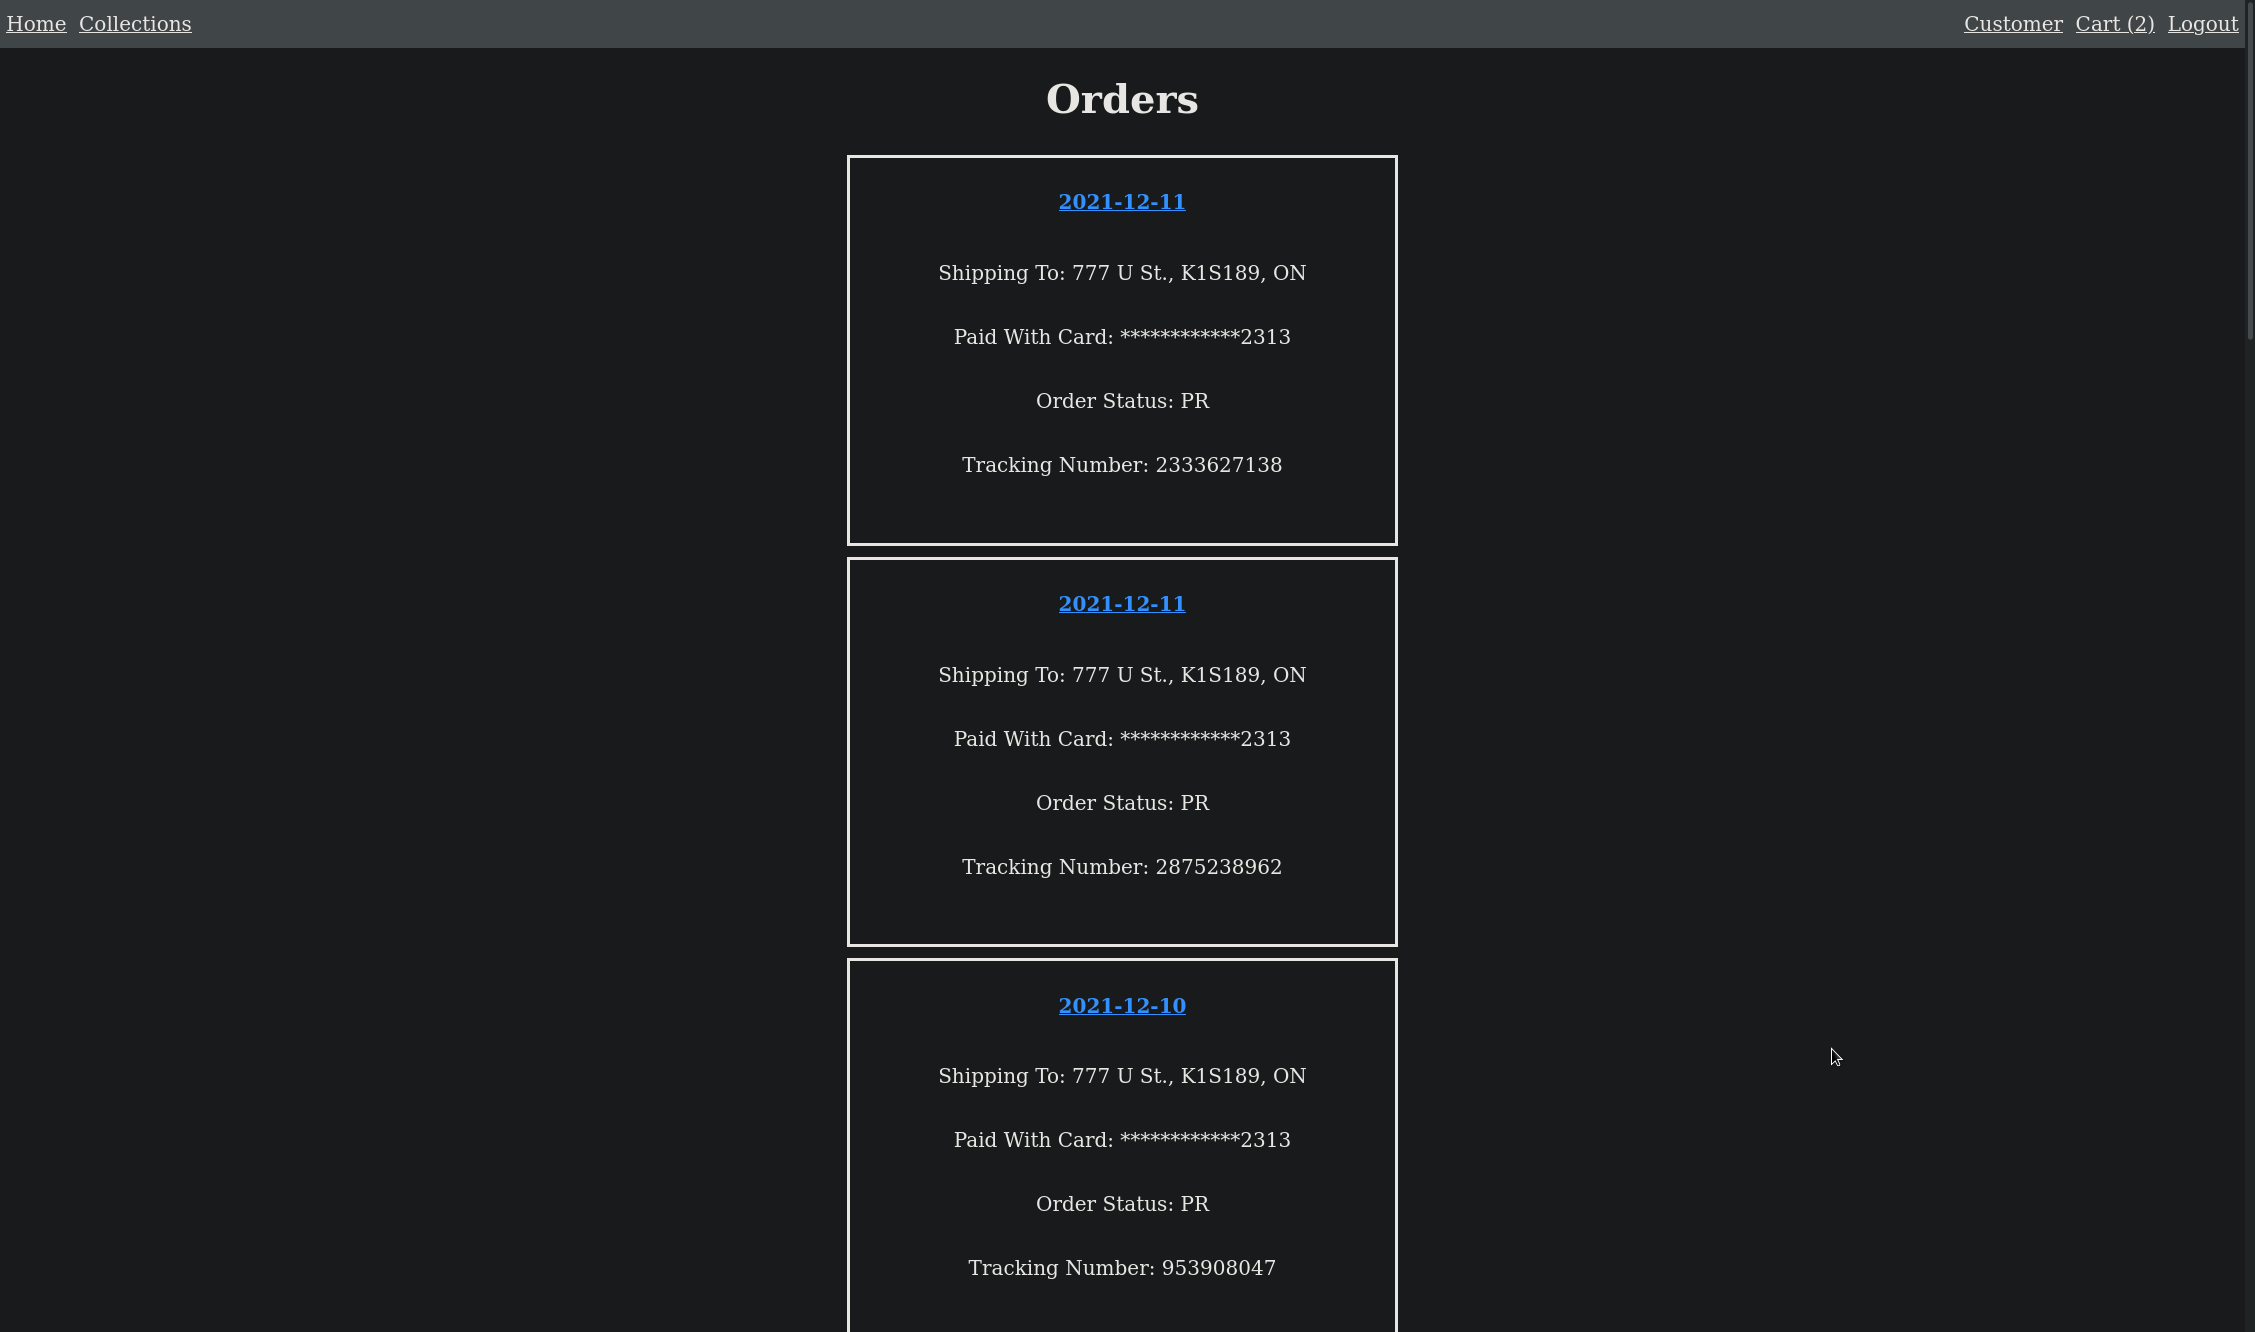 Home Collections Customer Cart (2) Logout
Orders
2021-12-11
Shipping To: 777 U St., K1S189, ON
Paid With Card: ************2313
Order Status: PR
Tracking Number: 2333627138
2021-12-11
Shipping To: 777 U St., K1S189, ON
Paid With Card: ************2313
Order Status: PR
Tracking Number: 2875238962
2021-12-10
Shipping To: 777 U St., K1S189, ON
Paid With Card: ************2313
Order Status: PR
Tracking Number: 953908047